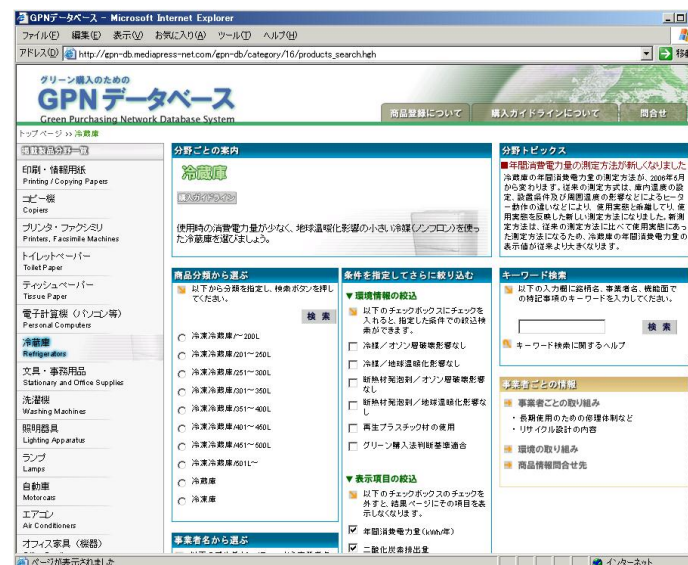 GPNデータベース - Microsoft Internet Explorer
ファイル(F) 編集(E) 表示(V) お気に入り(A) ツール(T) ヘルプ(H)
アドレス(D) http://gpn-db.mediapress-net.com/gpn-db/category/16/products_search.hgh 移動
グリーン購入のための
GPN データベース
Green Purchasing Network Database System
商品登録について 購入ガイドラインについて 問合せ
トップページ >> 冷蔵庫
掲載製品分野一覧
印刷・情報用紙
Printing / Copying Papers
コピー機
Copiers
プリンタ・ファクシミリ
Printers, Facsimile Machines
トイレットペーパー
Toilet Paper
ティッシュペーパー
Tissue Paper
電子計算機(パソコン等)
Personal Computers
冷蔵庫
Refrigerators
文具・事務用品
Stationary and Office Supplies
洗濯機
Washing Machines
照明器具
Lighting Apparatus
ランプ
Lamps
自動車
Motorcars
エアコン
Air Conditioners
オフィス家具(機器)
分野ごとの案内
冷蔵庫
購入ガイドライン
使用時の消費電力量が少なく、地球温暖化影響の小さい冷媒(ノンフロン)を使っ
た冷蔵庫を選びましょう。
商品分類から選ぶ
以下から分類を指定し、検索ボタンを押し
てください。
検 索
冷凍冷蔵庫/~200L
冷凍冷蔵庫/201~250L
冷凍冷蔵庫/251~300L
冷凍冷蔵庫/301~350L
冷凍冷蔵庫/351~400L
冷凍冷蔵庫/401~450L
冷凍冷蔵庫/451~500L
冷凍冷蔵庫/501L~
冷蔵庫
冷凍庫
事業者名から選ぶ
条件を指定してさらに絞り込む
▼環境情報の絞込
以下のチェックボックスにチェックを
入れると、指定した条件での絞込検
索ができます。
冷媒/オゾン層破壊影響なし
冷媒/地球温暖化影響なし
断熱材発泡剤/オゾン層破壊影響
なし
断熱材発泡剤/地球温暖化影響な
し
再生プラスチック材の使用
グリーン購入法判断基準適合
▼表示項目の絞込
以下のチェックボックスのチェックを
外すと、結果ページにその項目を表
示しなくなります。
年間消費電力量(kWh/年)
二酸化炭素排出量
分野トピックス
■年間消費電力量の測定方法が新しくなりました
冷蔵庫の年間消費電力量の測定方法が、2006年5月
から変わります。従来の測定方式では、庫内温度の設
定、設置条件及び周囲温度の影響などによるヒータ
ー動作の違いなどにより、使用実態と乖離してり、使
用実態を反映した新しい測定方法になりました。新測
定方法は、従来の測定方法に比べて使用実態にあっ
た測定方法になるため、冷蔵庫の年間消費電力量の
表示値が従来より大きくなります。
キーワード検索
以下の入力欄に銘柄名、事業者名、機能面で
の特記事項のキーワードを入力してください。
検 索
キーワード検索に関するヘルプ
事業者ごとの情報
事業者ごとの取り組み
・長期使用のための修理体制など
・リサイクル設計の内容
環境の取り組み
商品情報問合せ先
ページが表示されました インターネット